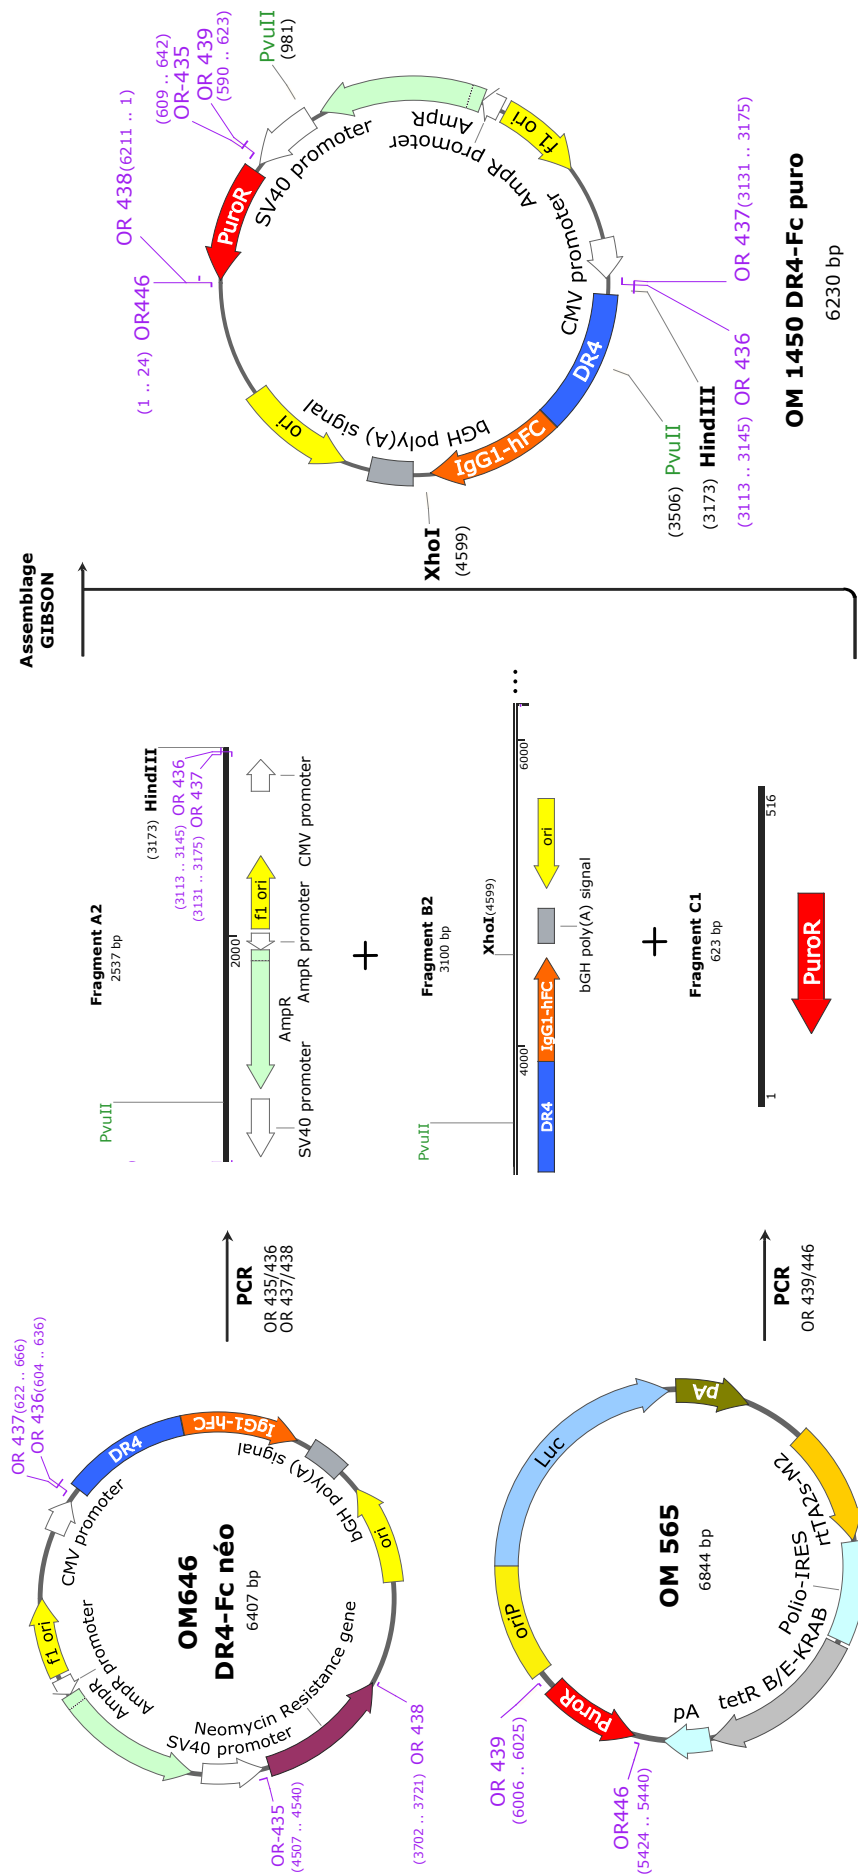 OR 437 (622 .. 666)
OR 436 (604 .. 636)
CMV promoter
DR4
IgG1-hFC
bGH poly(A) signal
ori
f1 ori
AmpR promoter
AmpR
SV40 promoter
Neomycin Resistance gene
OM646
DR4-Fc néo
6407 bp
OR-435
(4507 .. 4540)
(3702 .. 3721) OR 438
PCR
OR 435/436
OR 437/438
Fragment A2
2537 bp
PvuII
(3173) HindIII
(3113 .. 3145) OR 436
(3131 .. 3175) OR 437
2000
SV40 promoter
AmpR
AmpR promoter
f1 ori
CMV promoter
+
Fragment B2
3100 bp
PvuII
XhoI (4599)
4000
6000
...
DR4
IgG1-hFC
bGH poly(A) signal
ori
+
Fragment C1
623 bp
1
516
PuroR
OM 565
6844 bp
oriP
Luc
pA
rtTA2s-M2
Polio-IRES
tetR B/E-KRAB
pA
PuroR
OR 439
(6006 .. 6025)
OR446
(5424 .. 5440)
PCR
OR 439/446
Assemblage
GIBSON
(1 .. 24) OR446
OR 438 (6211 .. 1)
(609 .. 642)
OR-435
OR 439
(590 .. 623)
PvuII
(981)
PuroR
SV40 promoter
AmpR
AmpR promoter
f1 ori
CMV promoter
DR4
IgG1-hFC
bGH poly(A) signal
ori
XhoI
(4599)
(3506) PvuII
(3173) HindIII
(3113 .. 3145) OR 436
OR 437 (3131 .. 3175)
OM 1450 DR4-Fc puro
6230 bp